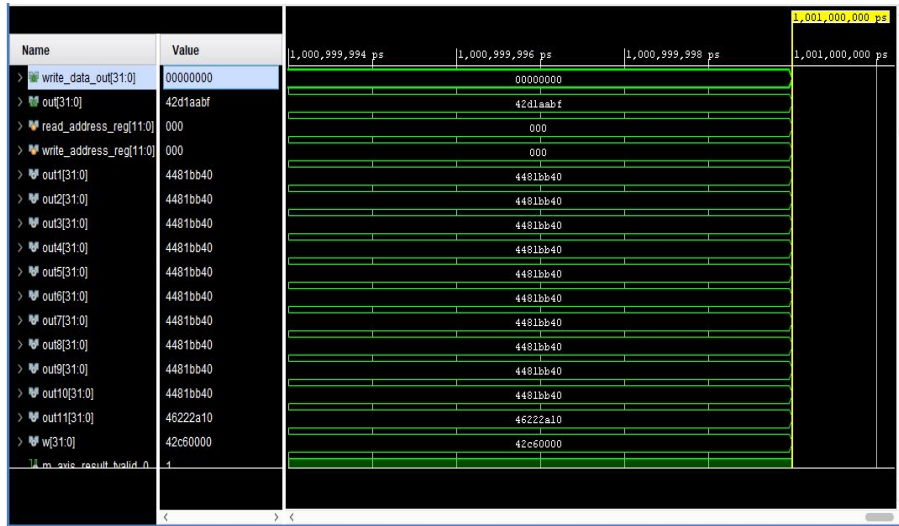 1,001,000,000 ps
Name Value 1,000,999,994 ps 1,000,999,996 ps 1,000,999,998 ps 1,001,000,000 ps
write_data_out[31:0] 00000000 00000000
out[31:0] 42d1aabf 42d1aabf
read_address_reg[11:0] 000 000
write_address_reg[11:0] 000 000
out1[31:0] 4481bb40 4481bb40
out2[31:0] 4481bb40 4481bb40
out3[31:0] 4481bb40 4481bb40
out4[31:0] 4481bb40 4481bb40
out5[31:0] 4481bb40 4481bb40
out6[31:0] 4481bb40 4481bb40
out7[31:0] 4481bb40 4481bb40
out8[31:0] 4481bb40 4481bb40
out9[31:0] 4481bb40 4481bb40
out10[31:0] 4481bb40 4481bb40
out11[31:0] 46222a10 46222a10
w[31:0] 42c60000 42c60000
m_axis_result_tvalid_0 1